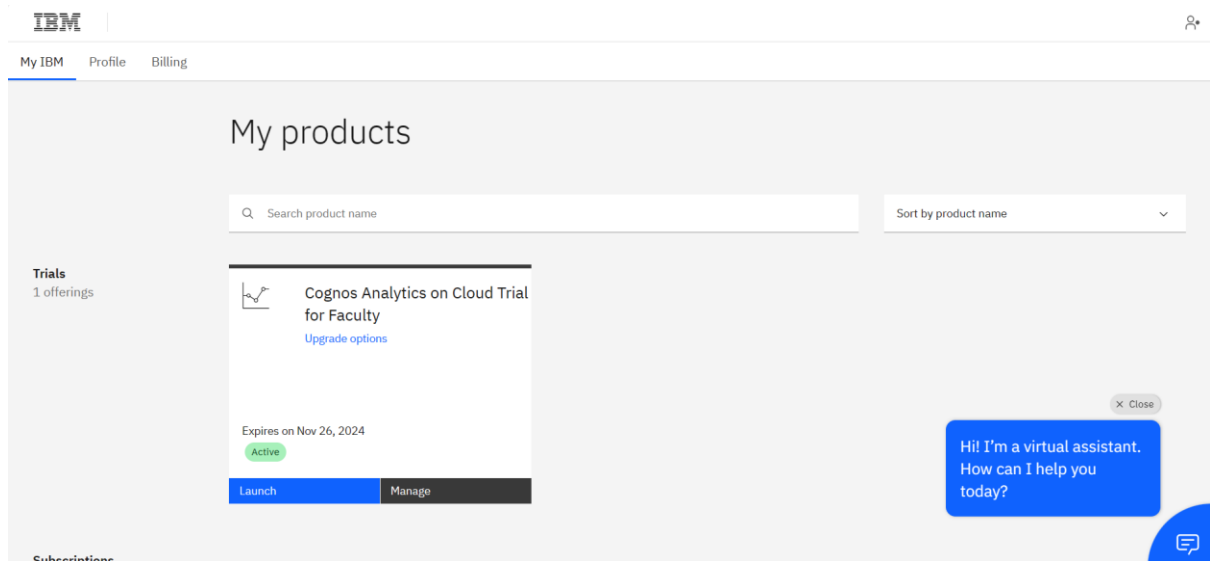 IBM
My IBM Profile Billing
My products
Search product name
Sort by product name
Trials
1 offerings
Cognos Analytics on Cloud Trial
for Faculty
Upgrade options
Expires on Nov 26, 2024
Active
Launch
Manage
× Close
Hi! I'm a virtual assistant.
How can I help you
today?
Subscriptions